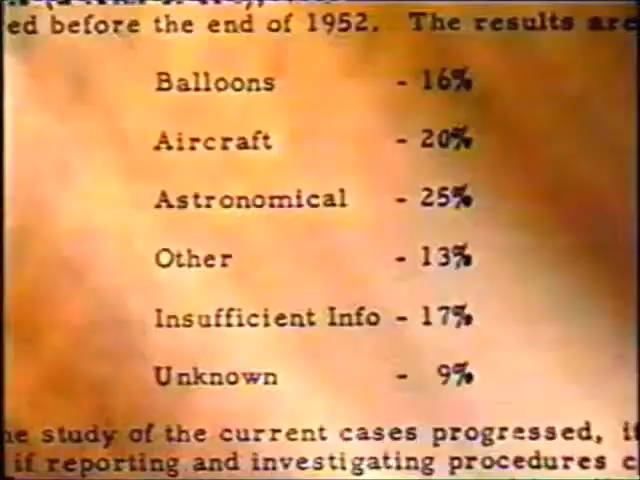 ed before the end of 1952. The results are
Balloons - 16%
Aircraft - 20%
Astronomical - 25%
Other - 13%
Insufficient Info - 17%
Unknown - 9%
he study of the current cases progressed, i
if reporting and investigating procedures